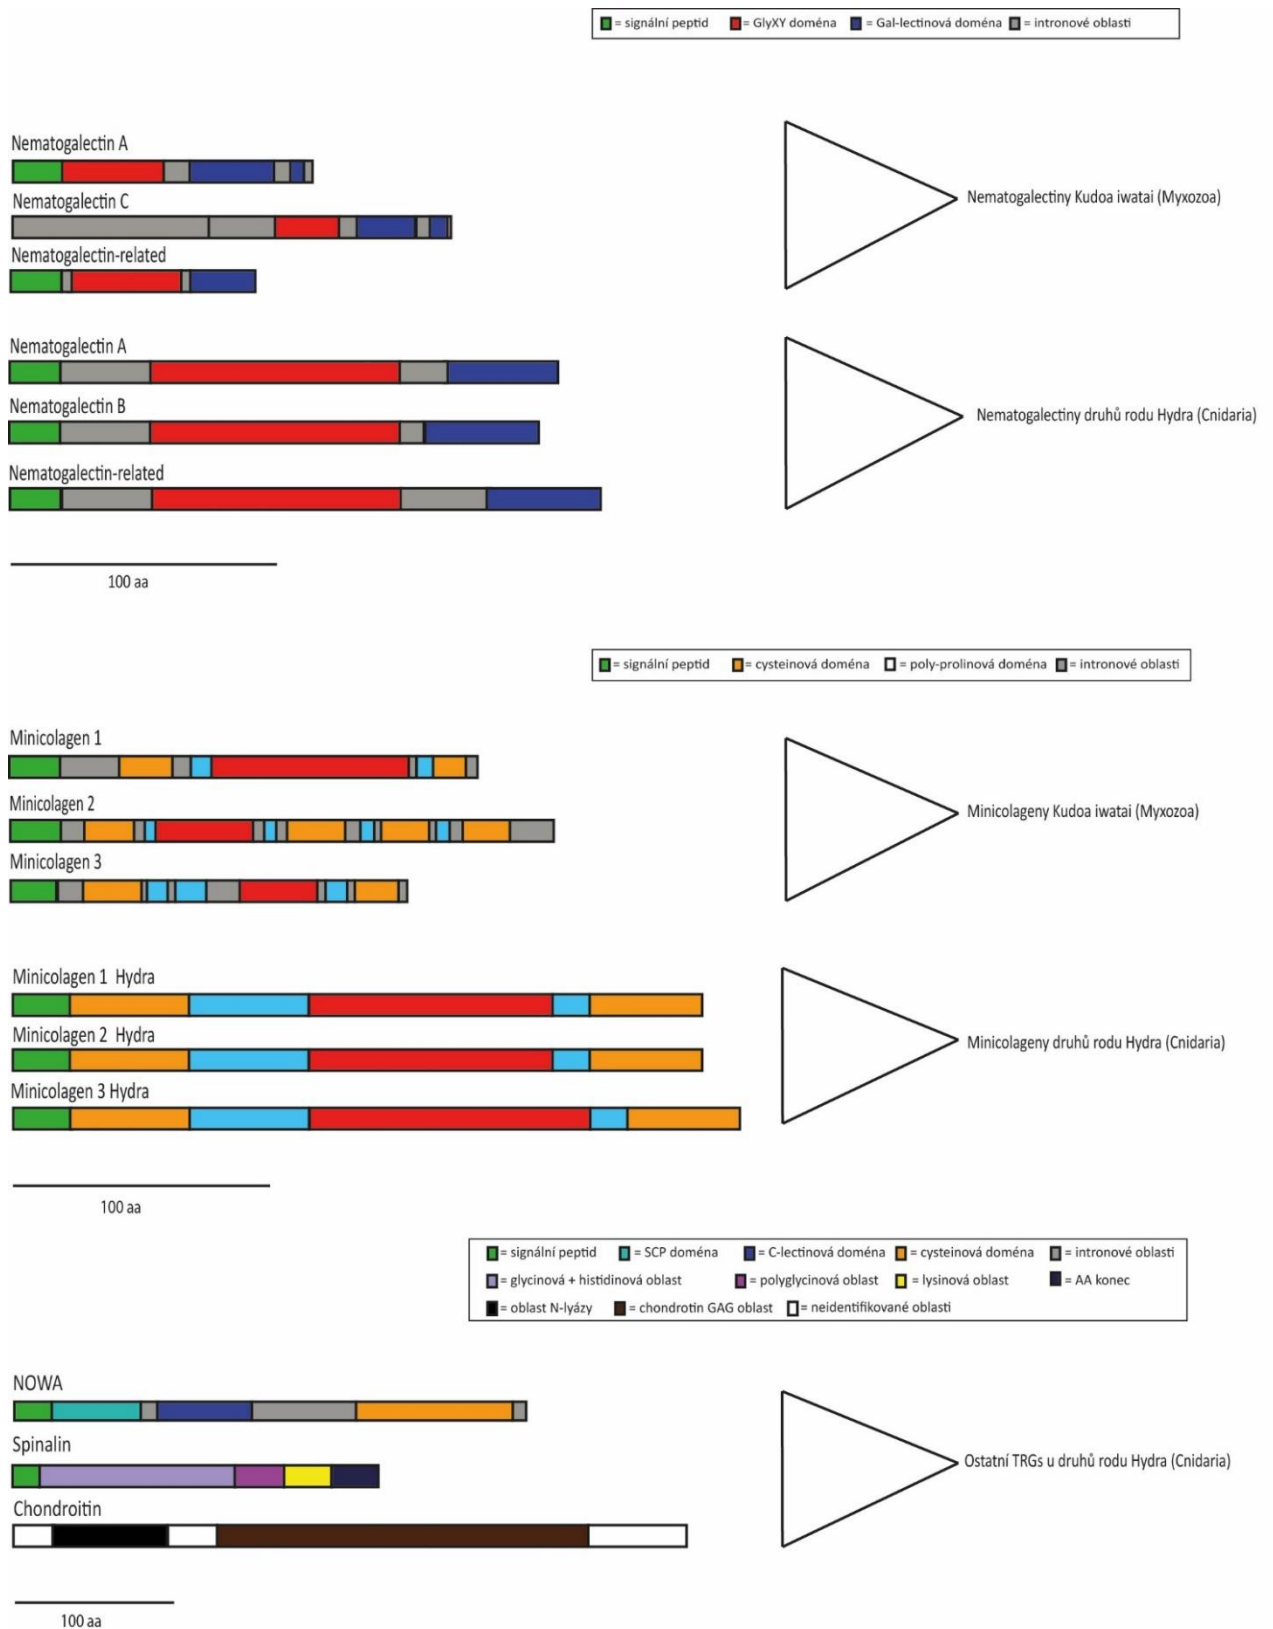 = signální peptid = GlyXY doména = Gal-lectinová doména = intronové oblasti
Nematogalectin A
Nematogalectin C
Nematogalectin-related
Nematogalectiny Kudoa iwatai (Myxozoa)
Nematogalectin A
Nematogalectin B
Nematogalectin-related
Nematogalectiny druhů rodu Hydra (Cnidaria)
100 aa
= signální peptid = cysteinová doména = poly-prolinová doména = intronové oblasti
Minicolagen 1
Minicolagen 2
Minicolagen 3
Minicolageny Kudoa iwatai (Myxozoa)
Minicolagen 1 Hydra
Minicolagen 2 Hydra
Minicolagen 3 Hydra
Minicolageny druhů rodu Hydra (Cnidaria)
100 aa
= signální peptid = SCP doména = C-lectinová doména = cysteinová doména = intronové oblasti
= glycinová + histidinová oblast = polyglycinová oblast = lysinová oblast = AA konec
= oblast N-lyázy = chondrotin GAG oblast = neidentifikované oblasti
NOWA
Spinalin
Chondroitin
Ostatní TRGs u druhů rodu Hydra (Cnidaria)
100 aa